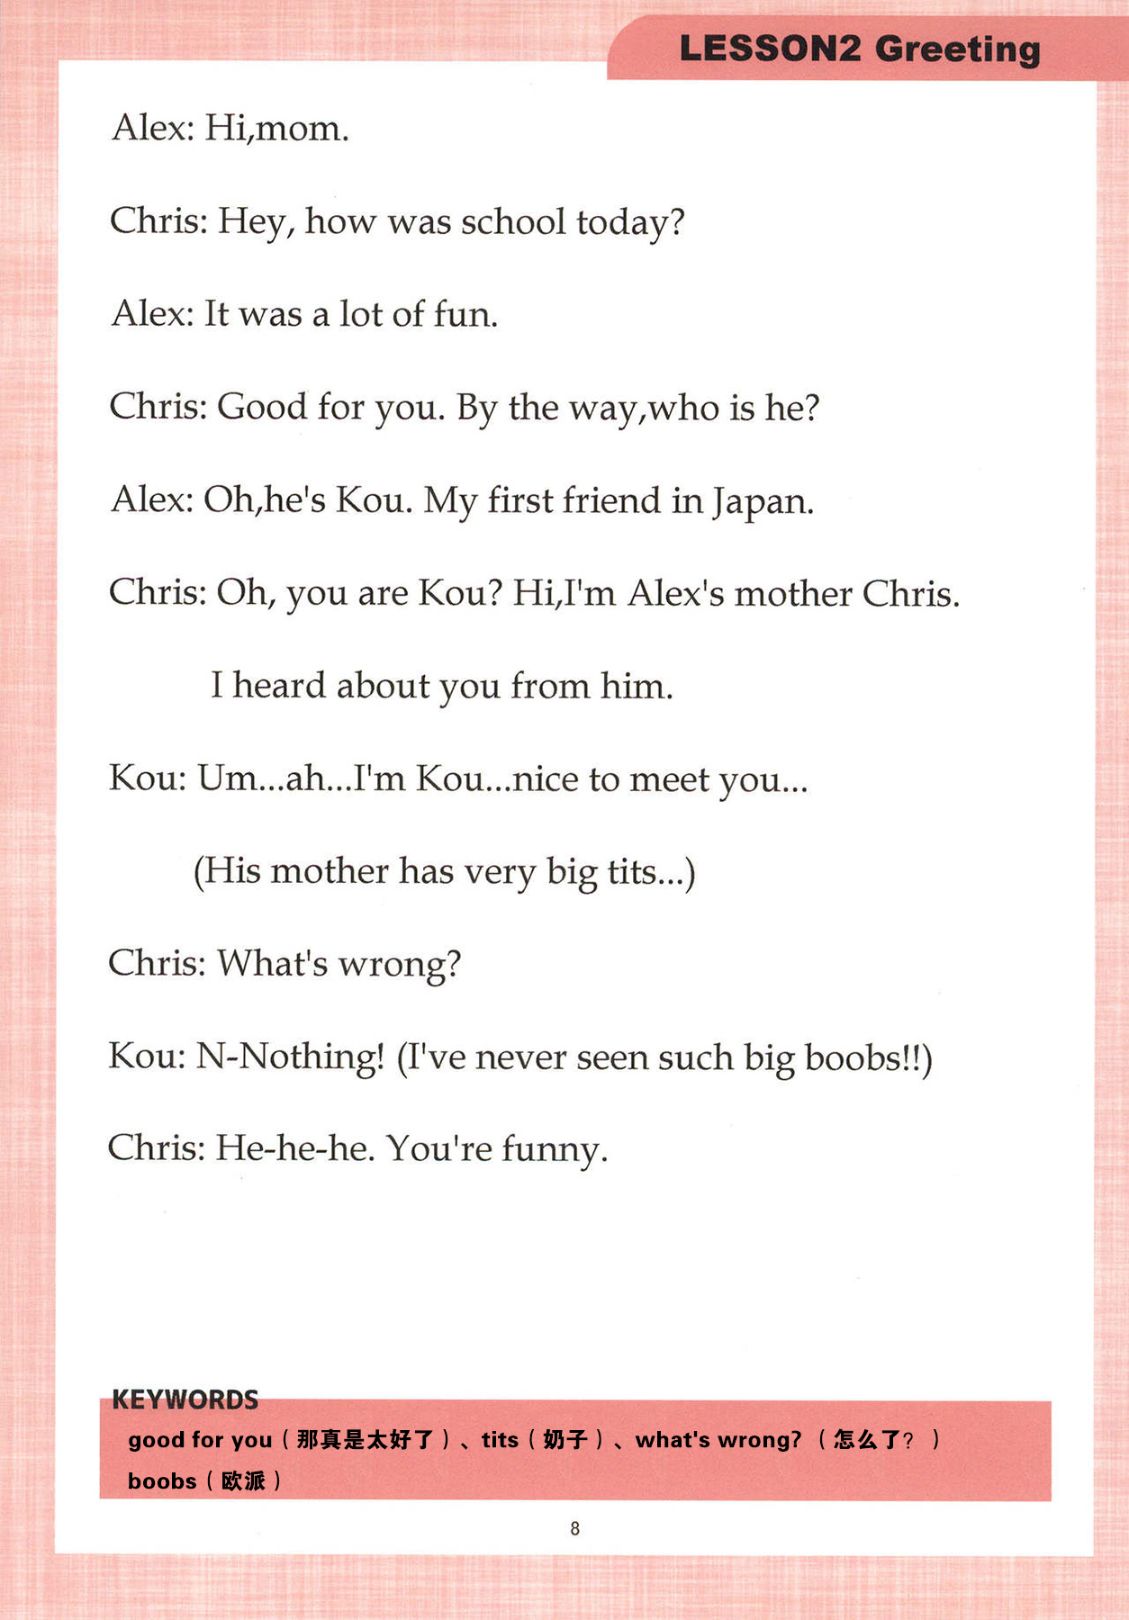 LESSON2 Greeting
Alex: Hi,mom.
Chris: Hey, how was school today?
Alex: It was a lot of fun.
Chris: Good for you. By the way,who is he?
Alex: Oh,he's Kou. My first friend in Japan.
Chris: Oh, you are Kou? Hi,I'm Alex's mother Chris.
I heard about you from him.
Kou: Um...ah...I'm Kou...nice to meet you...
(His mother has very big tits...)
Chris: What's wrong?
Kou: N-Nothing! (I've never seen such big boobs!!)
Chris: He-he-he. You're funny.
KEYWORDS
good for you（那真是太好了）、tits（奶子）、what's wrong?（怎么了？）
boobs（欧派）
8